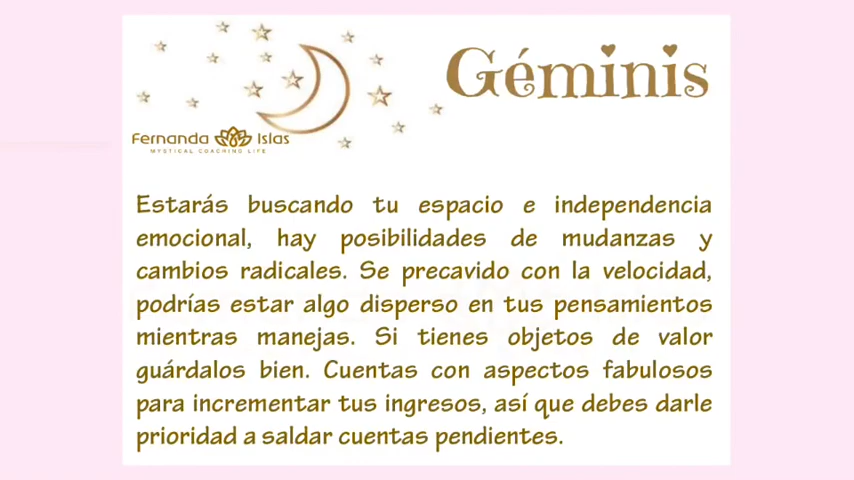 Géminis
Fernanda Islas
MYSTICAL COACHING LIFE
Estarás buscando tu espacio e independencia
emocional, hay posibilidades de mudanzas y
cambios radicales. Se precavido con la velocidad,
podrías estar algo disperso en tus pensamientos
mientras manejas. Si tienes objetos de valor
guárdalos bien. Cuentas con aspectos fabulosos
para incrementar tus ingresos, así que debes darle
prioridad a saldar cuentas pendientes.